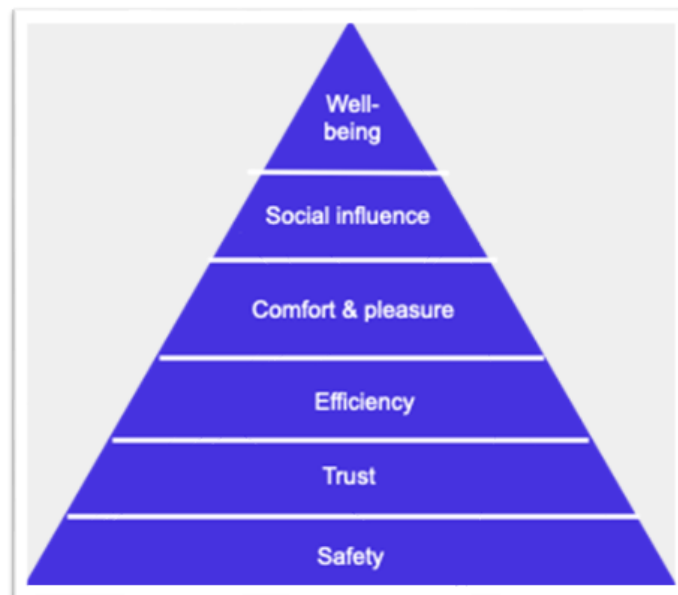 Well-
being
Social influence
Comfort & pleasure
Efficiency
Trust
Safety